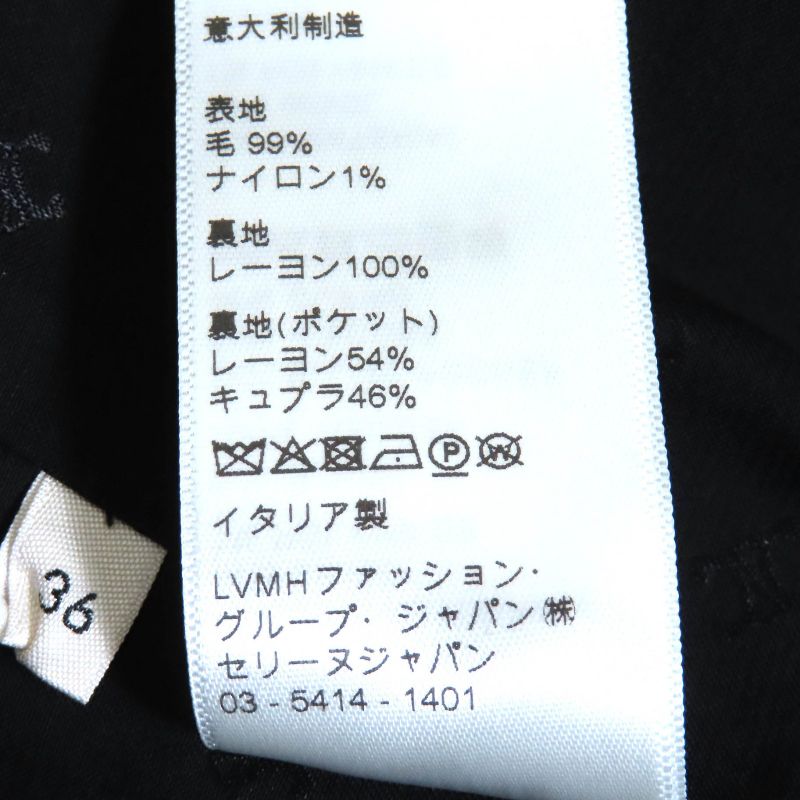 意大利制造
表地
毛 99%
ナイロン1%
裏地
レーヨン100%
裏地(ポケット)
レーヨン54%
キュプラ46%
P
W
イタリア製
LVMHファッション・
グループ・ジャパン㈱
セリーヌジャパン
03 - 5414 - 1401
36